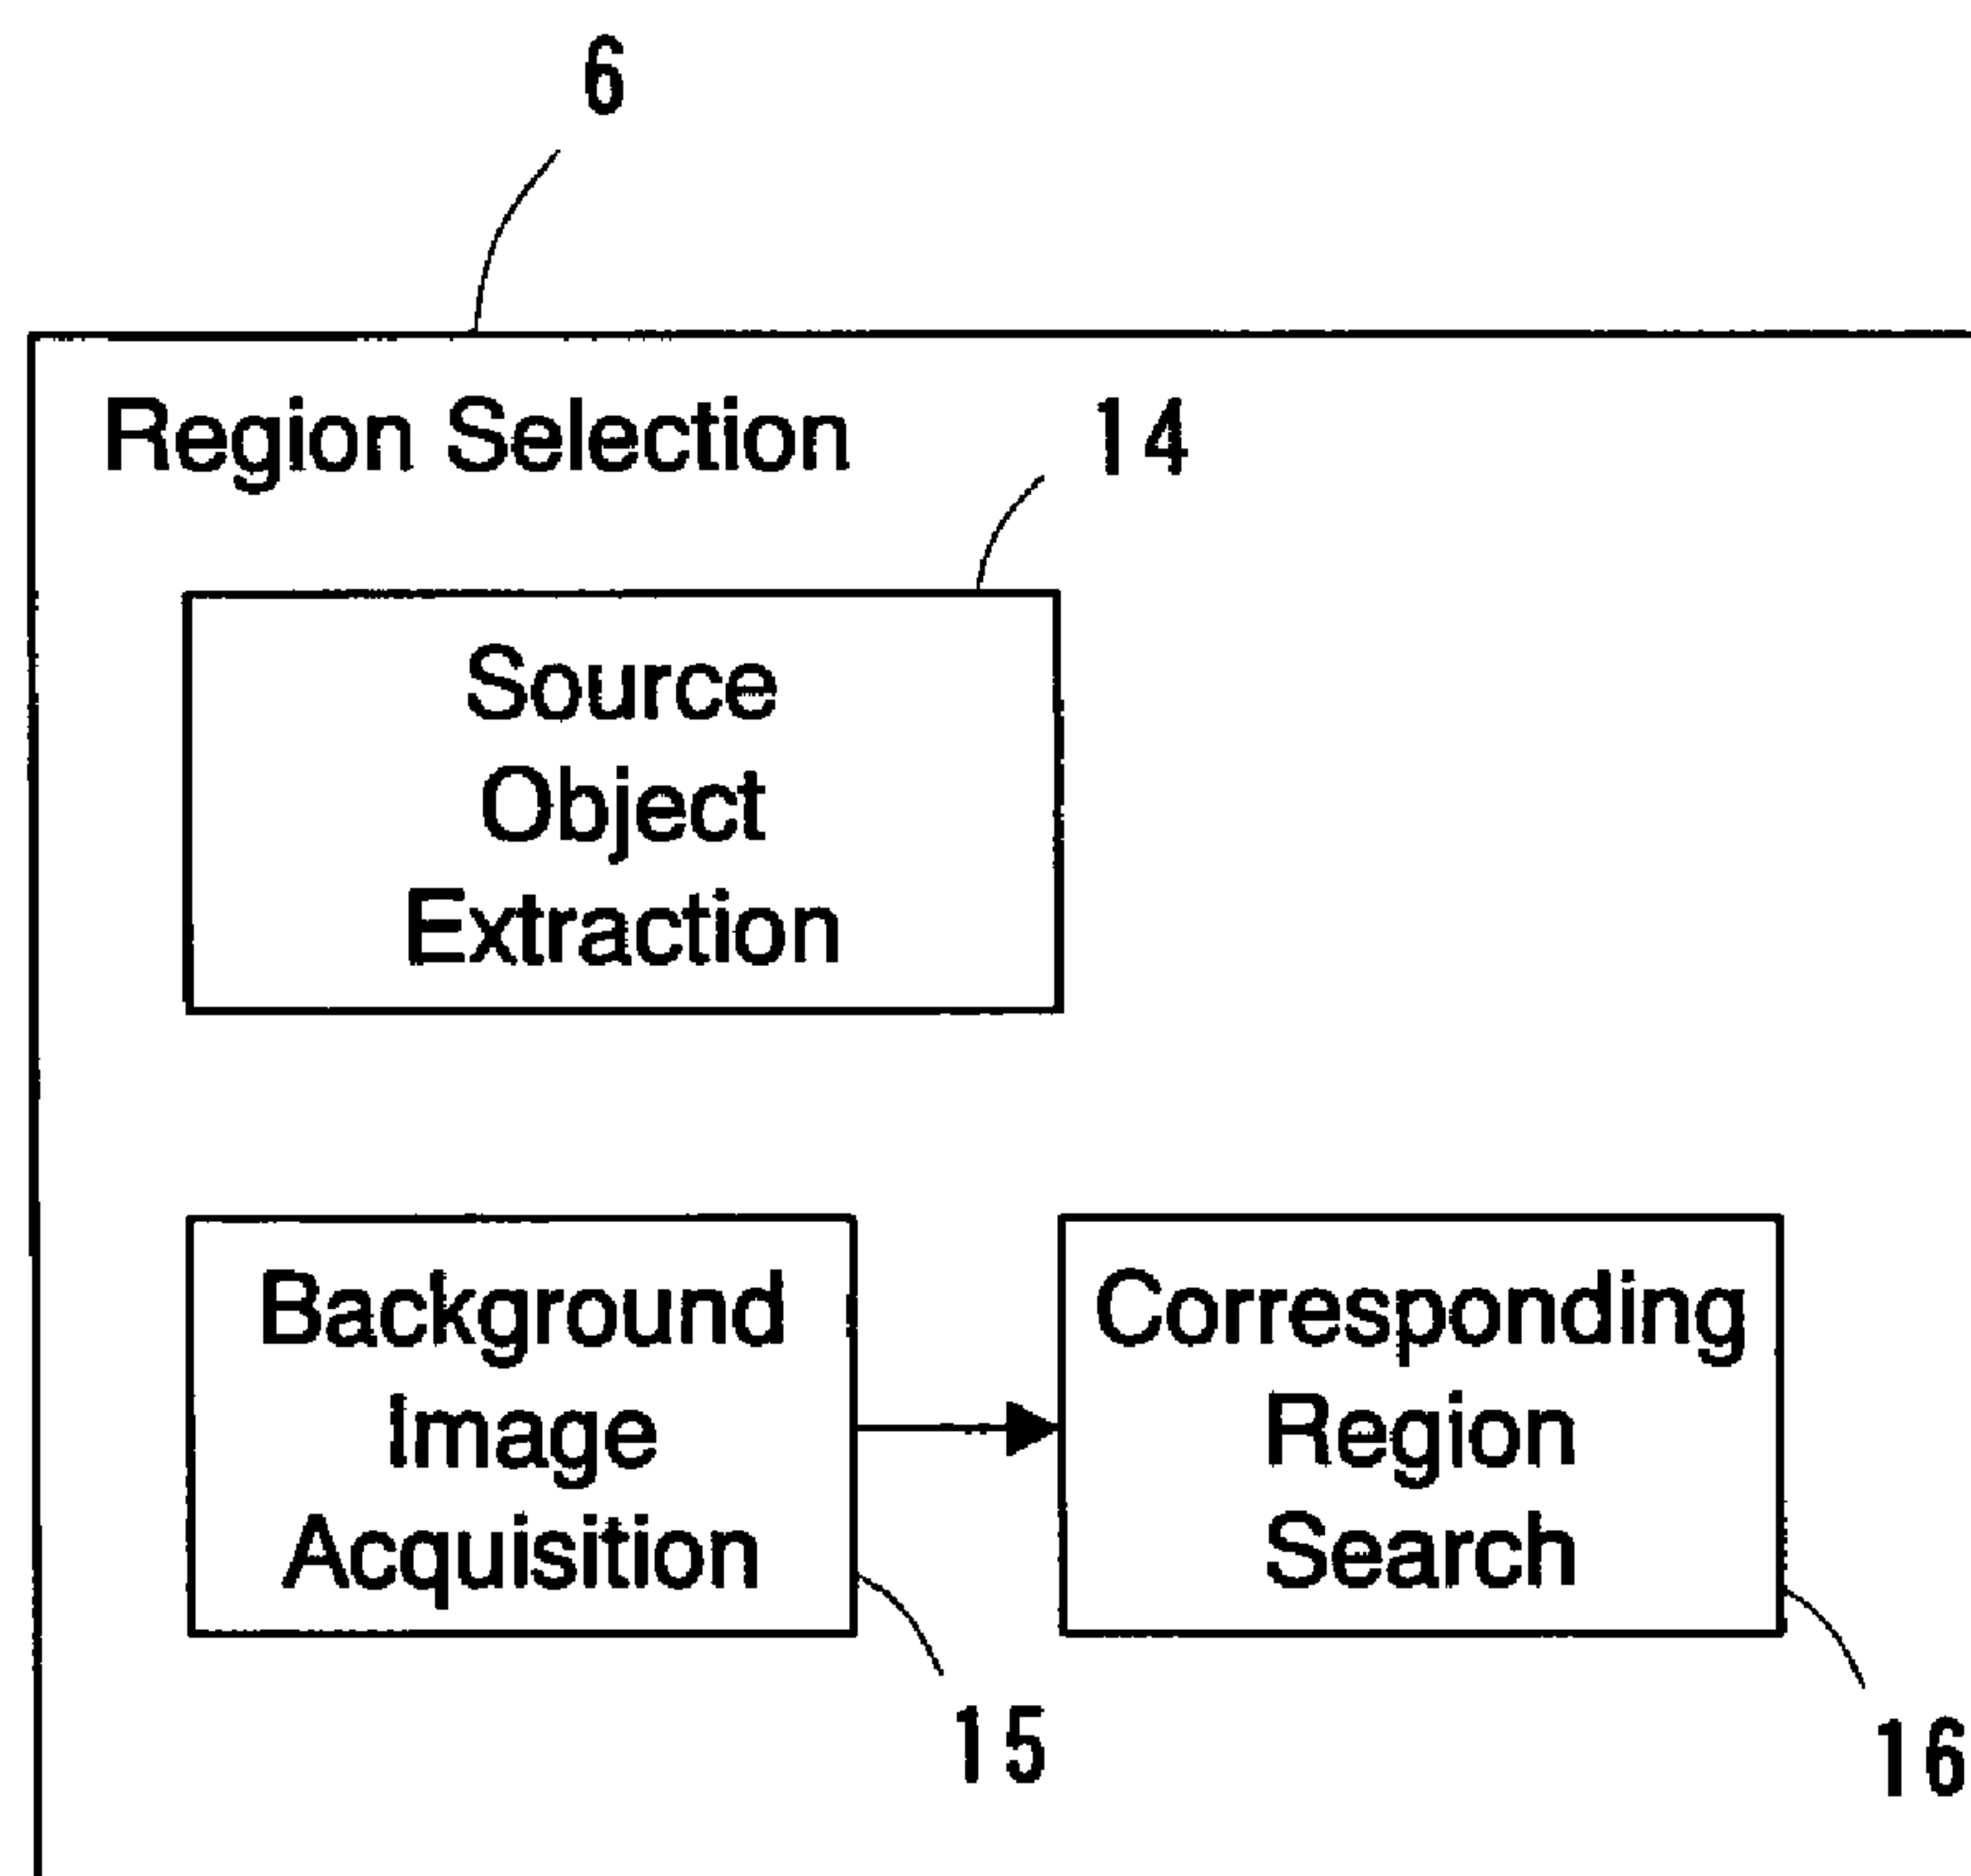 6
Region Selection
14
Source
Object
Extraction
Background
Image
Acquisition
Corresponding
Region
Search
15
16